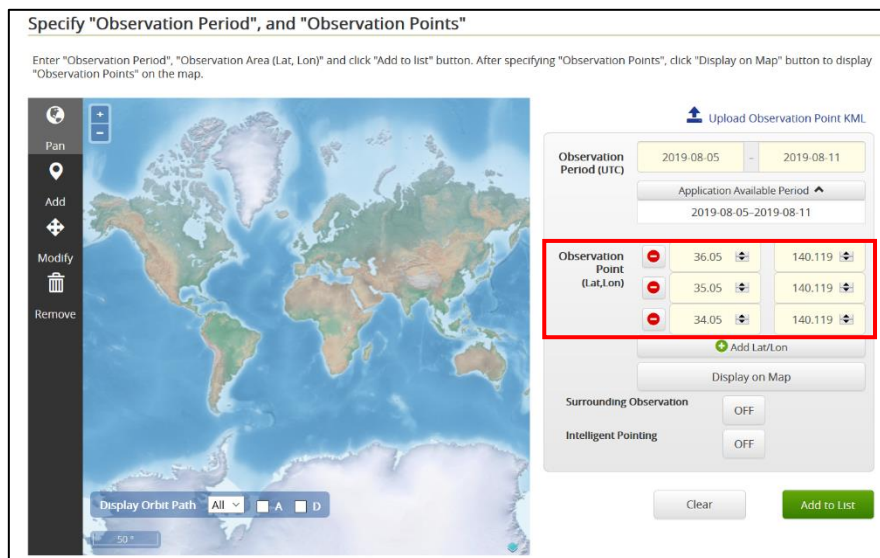 Specify "Observation Period", and "Observation Points"
Enter "Observation Period", "Observation Area (Lat, Lon)" and click "Add to list" button. After specifying "Observation Points", click "Display on Map" button to display
"Observation Points" on the map.
Pan
Add
Modify
Remove
+
−
Display Orbit Path All A D
50 °
Upload Observation Point KML
Observation
Period (UTC)
2019-08-05 - 2019-08-11
Application Available Period
2019-08-05–2019-08-11
Observation
Point
(Lat,Lon)
36.05 140.119
35.05 140.119
34.05 140.119
Add Lat/Lon
Display on Map
Surrounding Observation OFF
Intelligent Pointing OFF
Clear Add to List